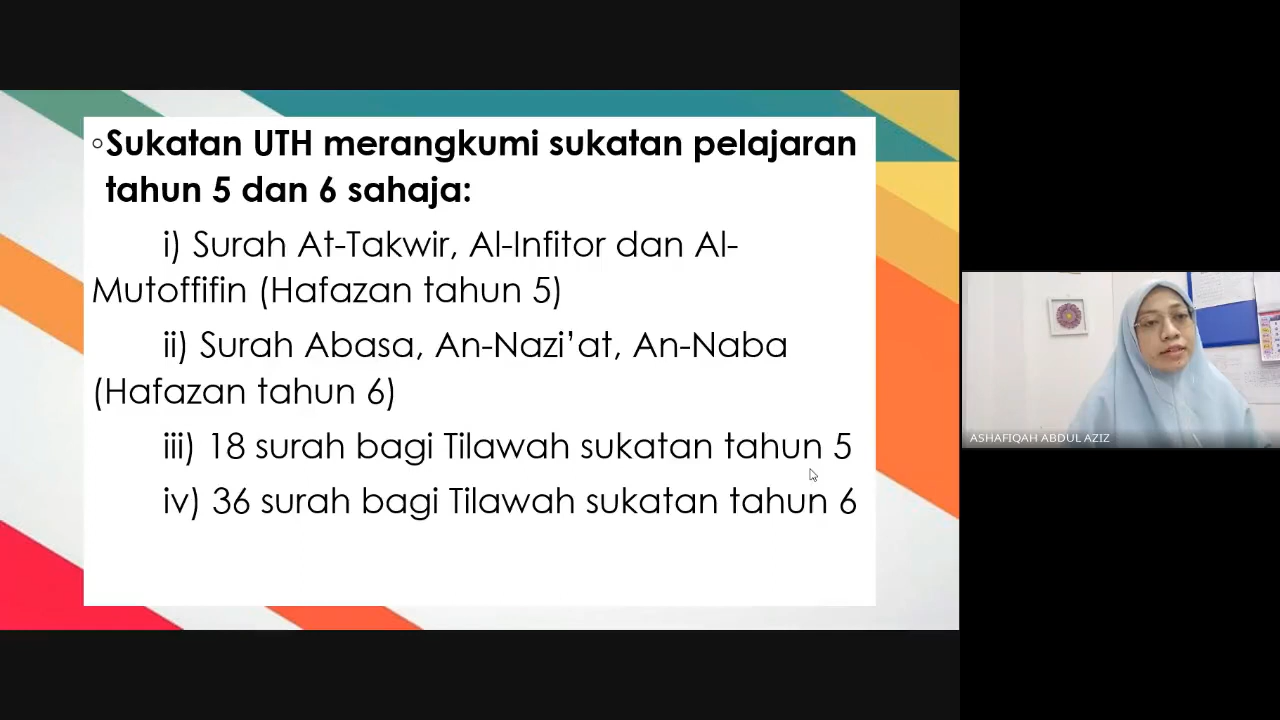 ◦Sukatan UTH merangkumi sukatan pelajaran
tahun 5 dan 6 sahaja:
i) Surah At-Takwir, Al-Infitor dan Al-
Mutoffifin (Hafazan tahun 5)
ii) Surah Abasa, An-Nazi’at, An-Naba
(Hafazan tahun 6)
iii) 18 surah bagi Tilawah sukatan tahun 5
iv) 36 surah bagi Tilawah sukatan tahun 6
ASHAFIQAH ABDUL AZIZ